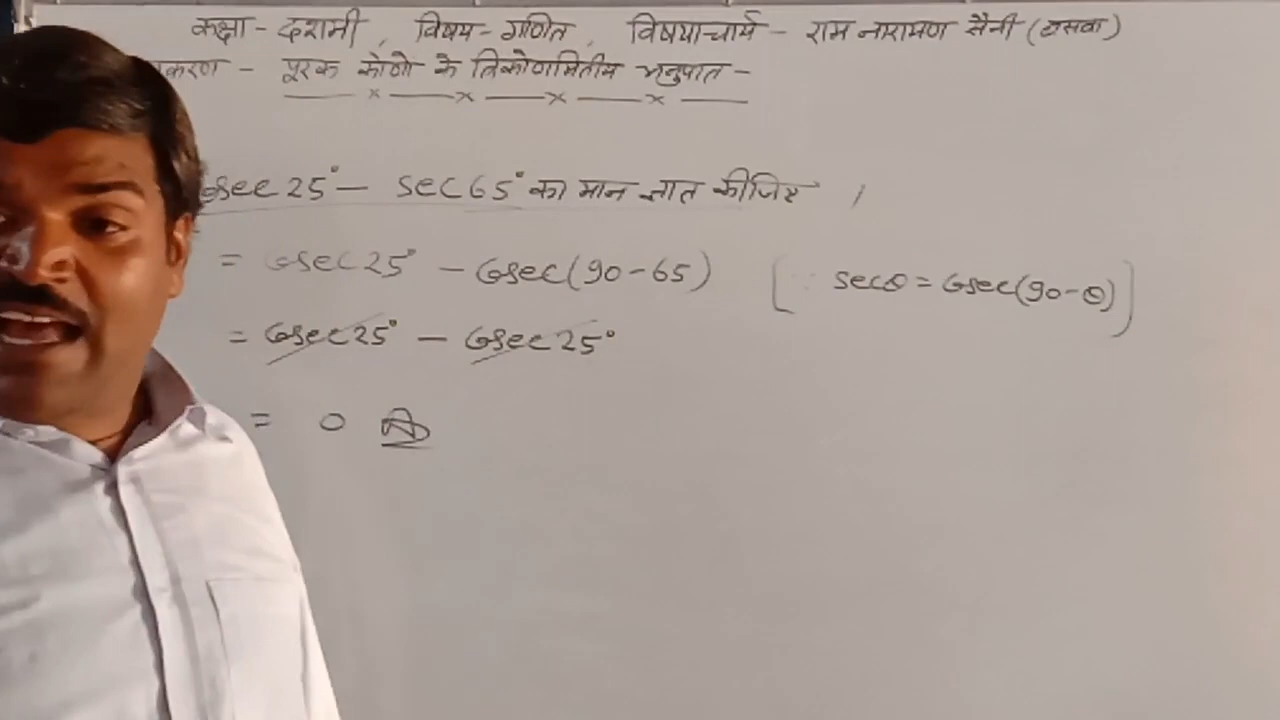 कक्षा - दशमी , विषय - गणित , विषयाचार्य - राम नारायण सैनी (बसवा)
करण - पूरक कोणो के त्रिकोणमितीय अनुपात -
Cosec 25° - sec 65° का मान ज्ञात कीजिए ।
= Cosec 25° - Cosec (90 - 65) [ ∵ secθ = Cosec(90 - θ) ]
= Cosec 25° - Cosec 25°
= 0